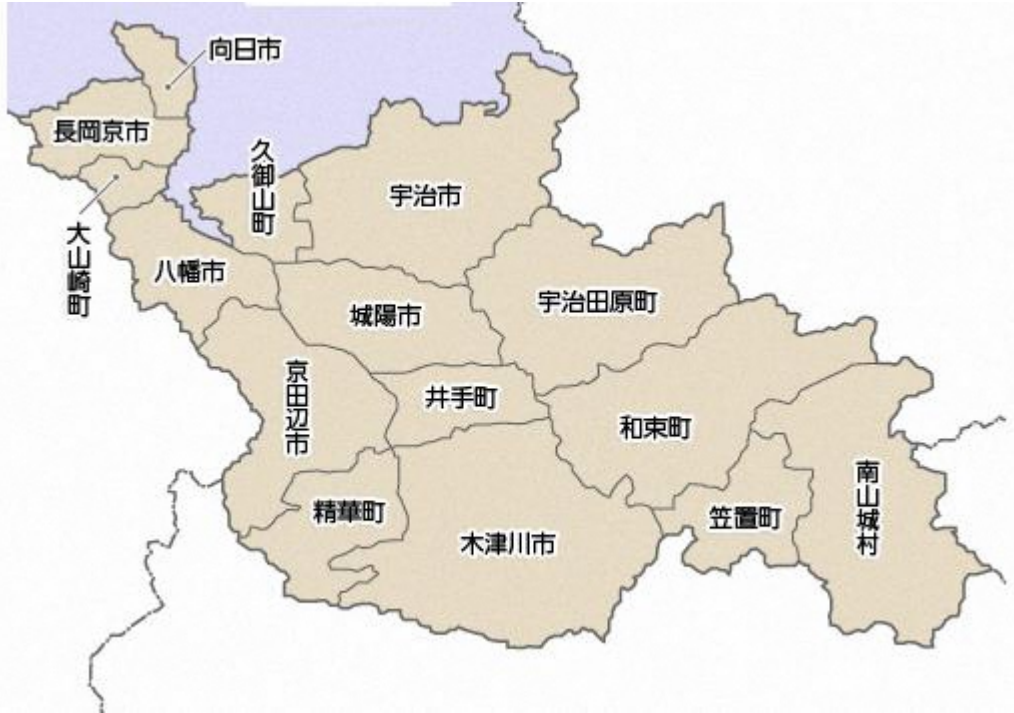 向日市
長岡京市
大山崎町
久御山町
宇治市
八幡市
城陽市
宇治田原町
京田辺市
井手町
和束町
精華町
木津川市
笠置町
南山城村